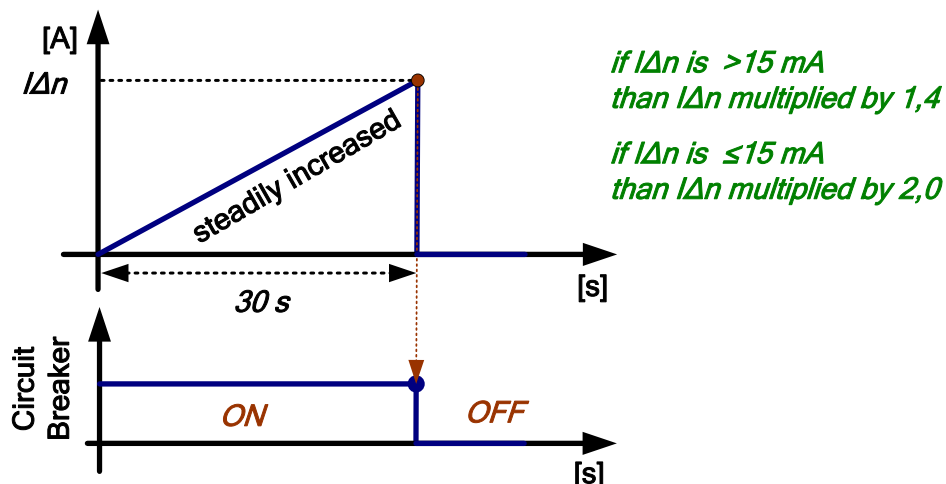 [A]
IΔn
steadily increased
[s]
30 s
if IΔn is >15 mA
than IΔn multiplied by 1,4
if IΔn is ≤15 mA
than IΔn multiplied by 2,0
Circuit
Breaker
ON
OFF
[s]